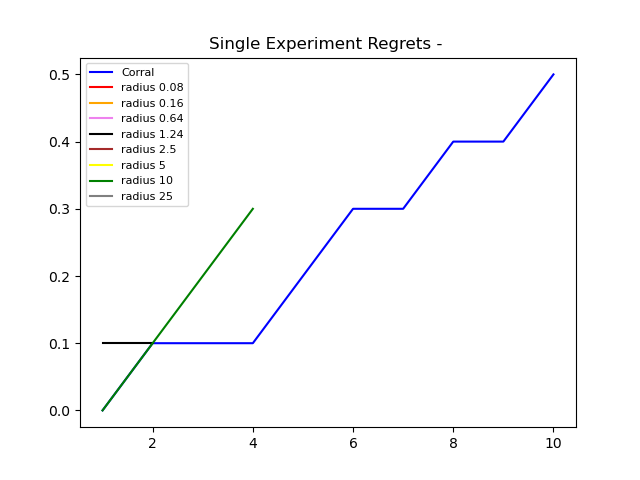 Single Experiment Regrets -
Corral
radius 0.08
radius 0.16
radius 0.64
radius 1.24
radius 2.5
radius 5
radius 10
radius 25
0.5
0.4
0.3
0.2
0.1
0.0
2 4 6 8 10